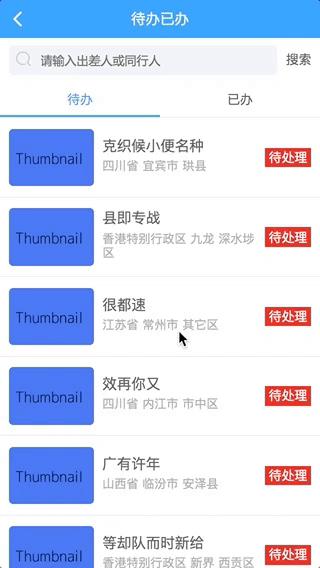 待办已办
请输入出差人或同行人 搜索
待办 已办
Thumbnail
克织候小便名种
四川省 宜宾市 珙县
待处理
Thumbnail
县即专战
香港特别行政区 九龙 深水埗
区
待处理
Thumbnail
很都速
江苏省 常州市 其它区
待处理
Thumbnail
效再你又
四川省 内江市 市中区
待处理
Thumbnail
广有许年
山西省 临汾市 安泽县
待处理
Thumbnail
等却队而时新给
香港特别行政区 新界 西贡区
待处理